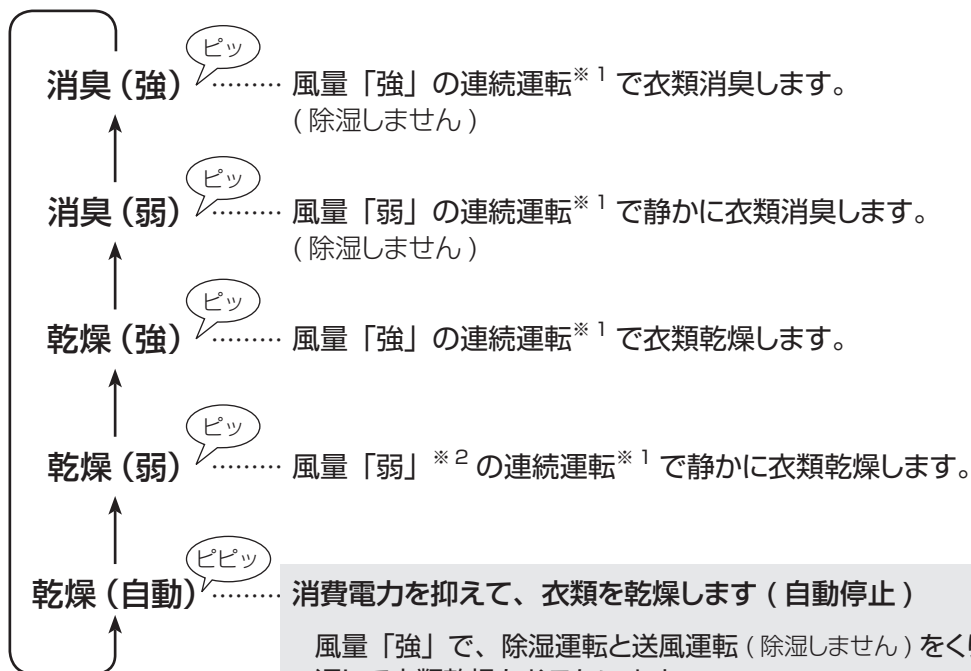 ピッ
消臭(強)……… 風量「強」の連続運転※1で衣類消臭します。
(除湿しません)
ピッ
消臭(弱)……… 風量「弱」の連続運転※1で静かに衣類消臭します。
(除湿しません)
ピッ
乾燥(強)……… 風量「強」の連続運転※1で衣類乾燥します。
ピッ
乾燥(弱)……… 風量「弱」※2の連続運転※1で静かに衣類乾燥します。
ピピッ
乾燥(自動)……… 消費電力を抑えて、衣類を乾燥します(自動停止)
風量「強」で、除湿運転と送風運転(除湿しません)をく